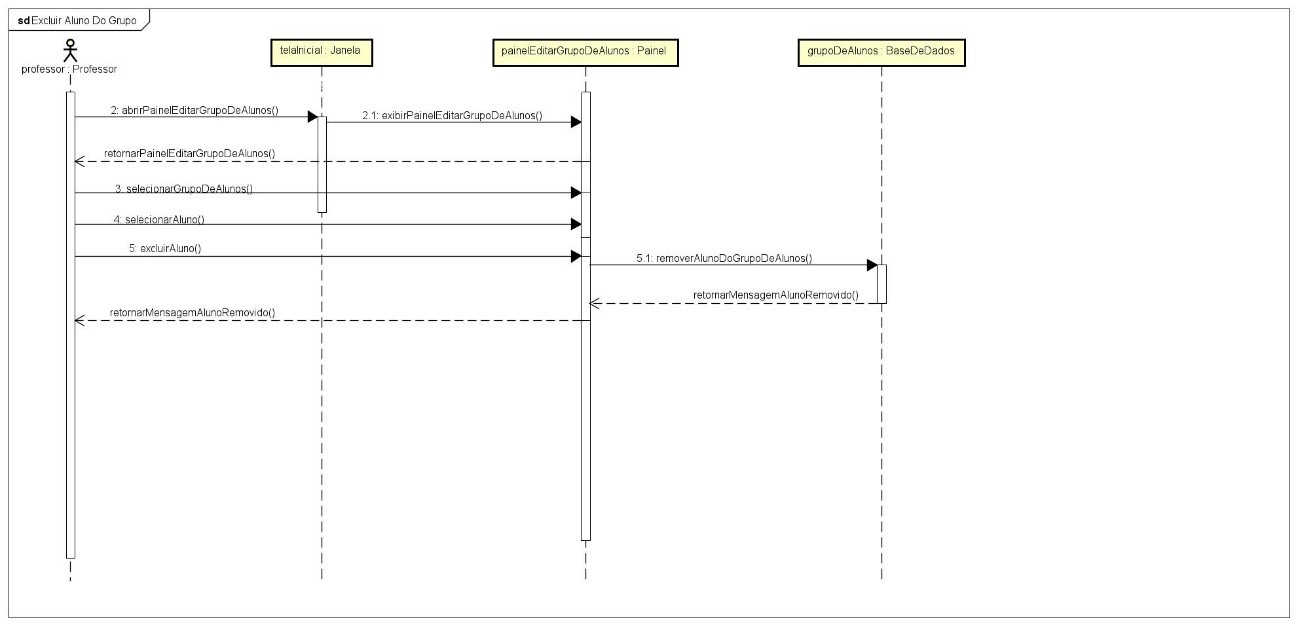 sd Excluir Aluno Do Grupo
professor : Professor
telaInicial : Janela
painelEditarGrupoDeAlunos : Painel
grupoDeAlunos : BaseDeDados
2: abrirPainelEditarGrupoDeAlunos()
2.1: exibirPainelEditarGrupoDeAlunos()
retornarPainelEditarGrupoDeAlunos()
3: selecionarGrupoDeAlunos()
4: selecionarAluno()
5: excluirAluno()
5.1: removerAlunoDoGrupoDeAlunos()
retornarMensagemAlunoRemovido()
retornarMensagemAlunoRemovido()